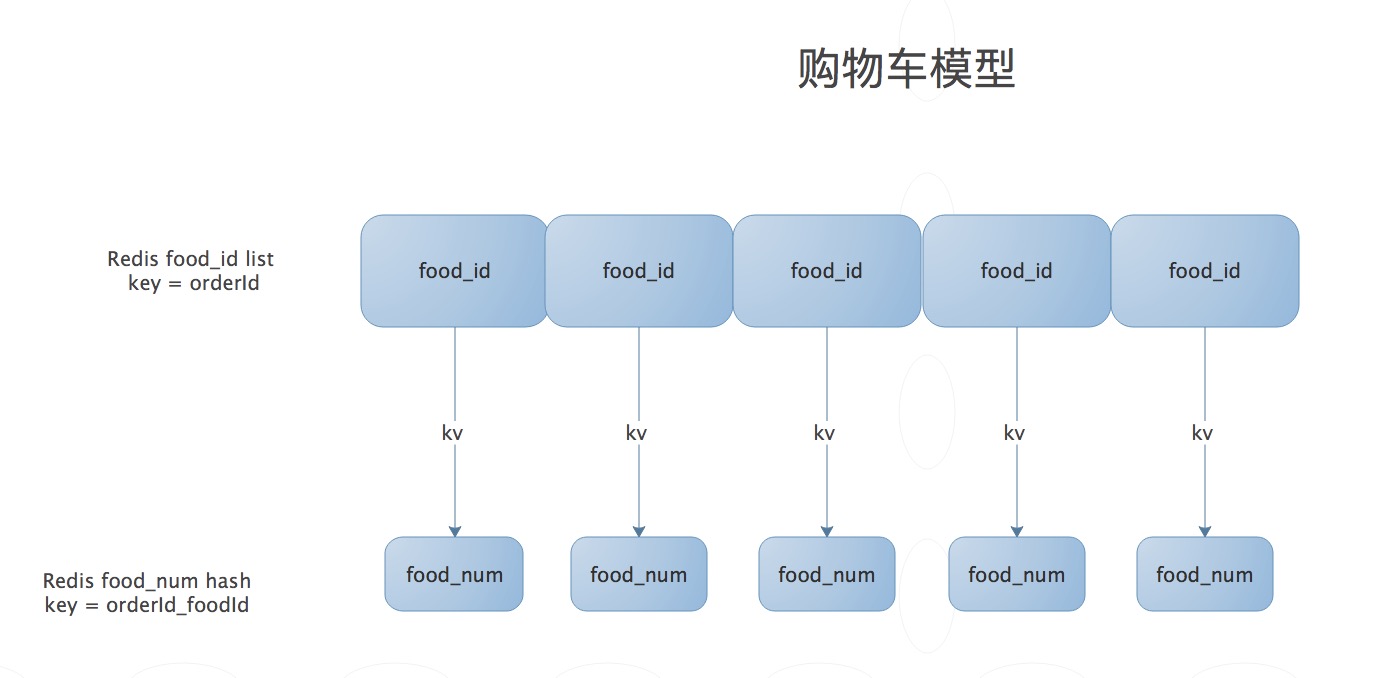 购物车模型
Redis food_id list
key = orderId
food_id
food_id
food_id
food_id
food_id
kv
kv
kv
kv
kv
Redis food_num hash
key = orderId_foodId
food_num
food_num
food_num
food_num
food_num